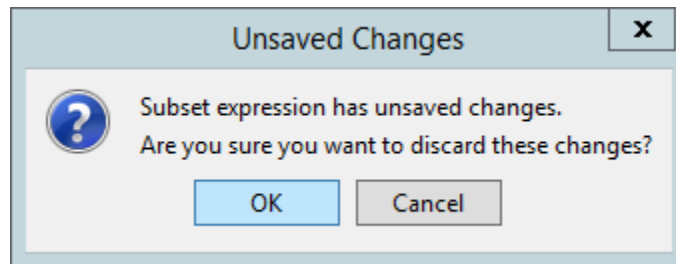 Unsaved Changes
x
Subset expression has unsaved changes.
Are you sure you want to discard these changes?
OK Cancel